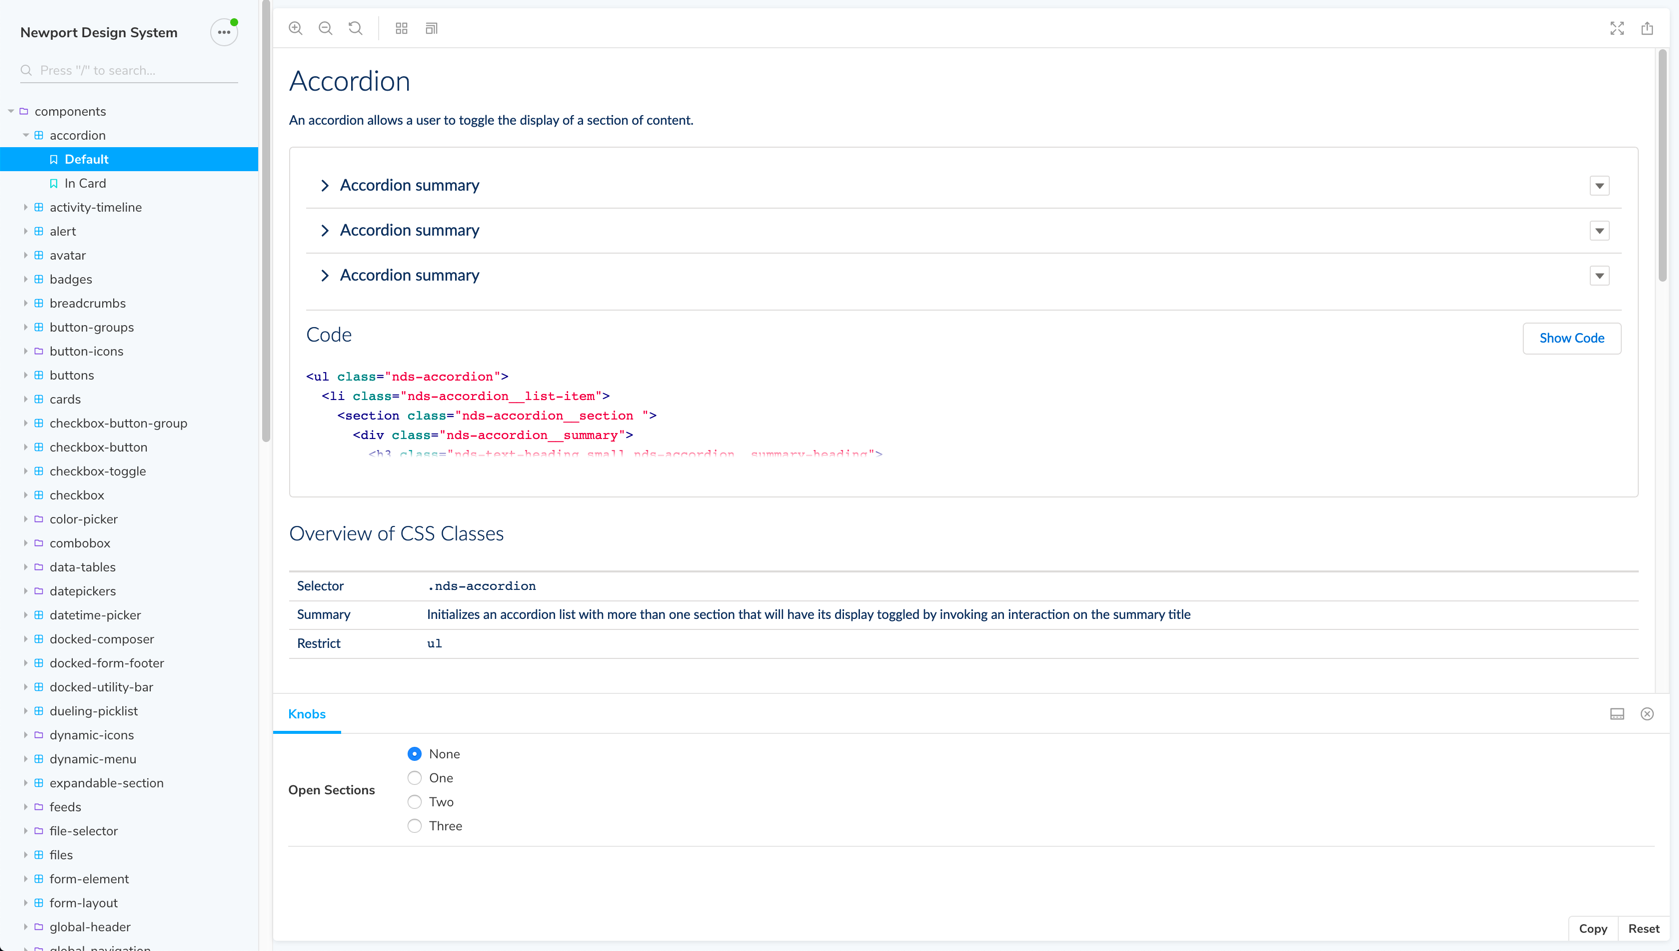 Newport Design System
Press "/" to search...
components
accordion
Default
In Card
activity-timeline
alert
avatar
badges
breadcrumbs
button-groups
button-icons
buttons
cards
checkbox-button-group
checkbox-button
checkbox-toggle
checkbox
color-picker
combobox
data-tables
datepickers
datetime-picker
docked-composer
docked-form-footer
docked-utility-bar
dueling-picklist
dynamic-icons
dynamic-menu
expandable-section
feeds
file-selector
files
form-element
form-layout
global-header
global-navigation
Accordion
An accordion allows a user to toggle the display of a section of content.
Accordion summary
Accordion summary
Accordion summary
Code
Show Code
<ul class="nds-accordion">
<li class="nds-accordion__list-item">
<section class="nds-accordion__section ">
<div class="nds-accordion__summary">
<h3 class="nds-text-heading_small nds-accordion__summary-heading">
Overview of CSS Classes
Selector .nds-accordion
Summary Initializes an accordion list with more than one section that will have its display toggled by invoking an interaction on the summary title
Restrict ul
Knobs
Open Sections
None
One
Two
Three
Copy Reset